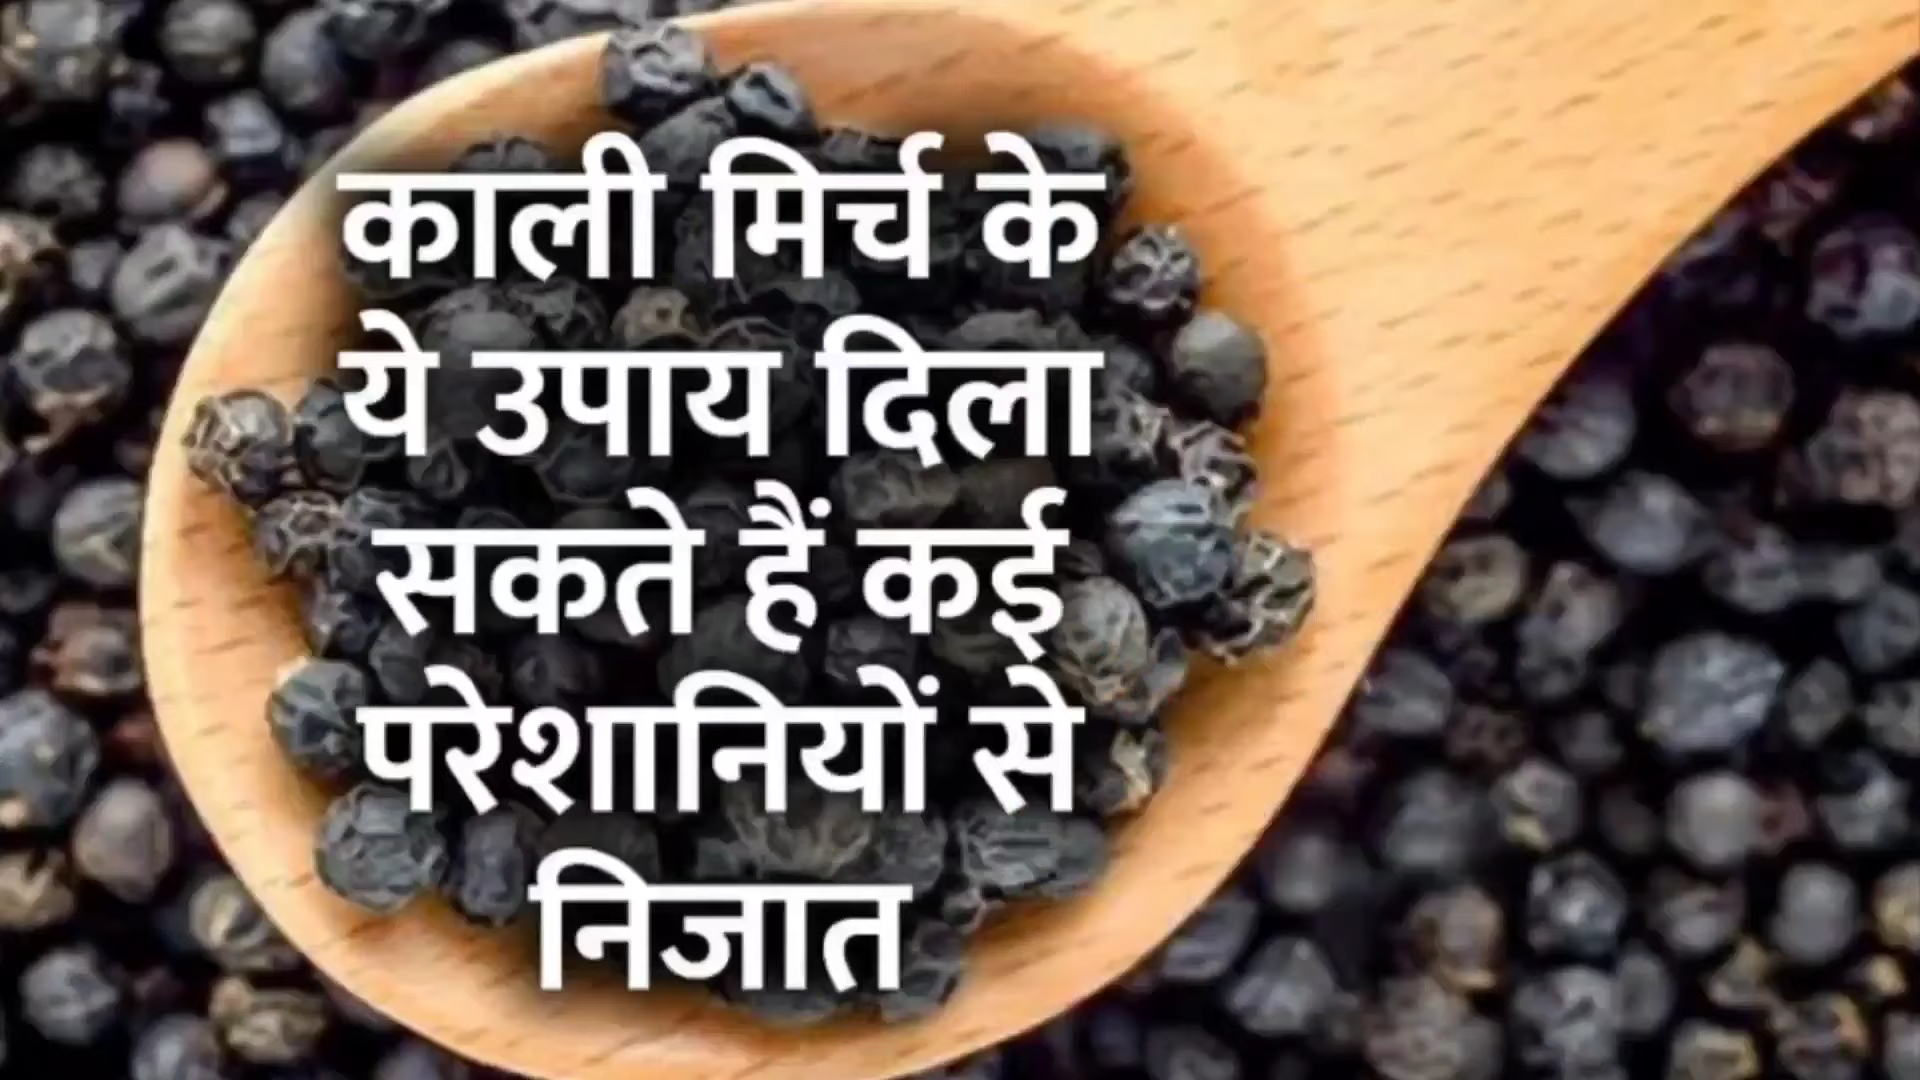 काली मिर्च के
ये उपाय दिला
सकते हैं कई
परेशानियों से
निजात